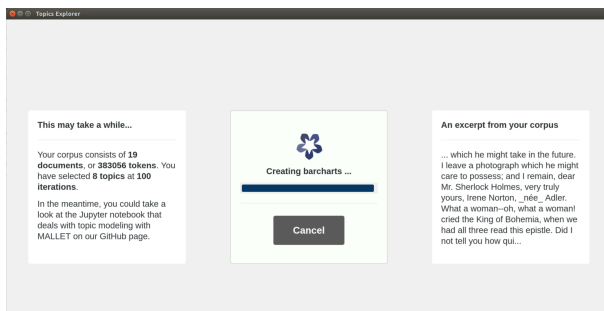 Topics Explorer
This may take a while...
Your corpus consists of 19
documents, or 383056 tokens. You
have selected 8 topics at 100
iterations.
In the meantime, you could take a
look at the Jupyter notebook that
deals with topic modeling with
MALLET on our GitHub page.
Creating barcharts ...
Cancel
An excerpt from your corpus
... which he might take in the future.
I leave a photograph which he might
care to possess; and I remain, dear
Mr. Sherlock Holmes, very truly
yours, Irene Norton, _née_ Adler.
What a woman--oh, what a woman!
cried the King of Bohemia, when we
had all three read this epistle. Did I
not tell you how qui...